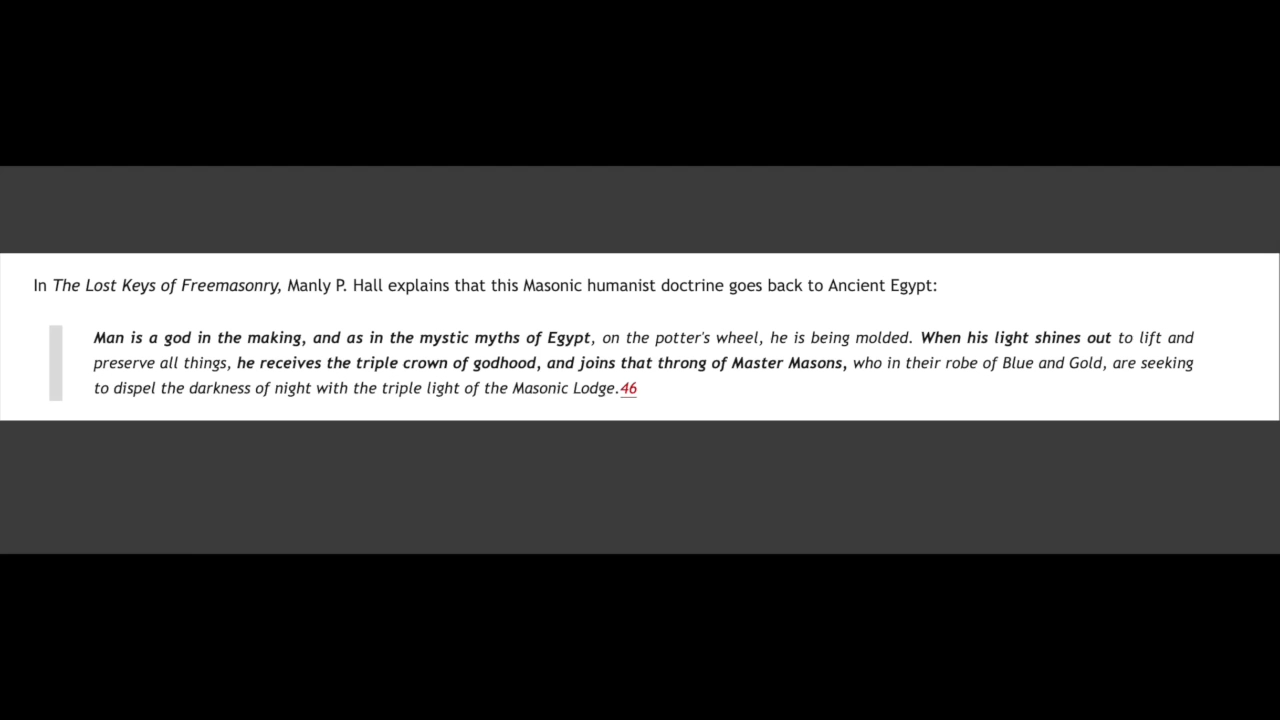 In The Lost Keys of Freemasonry, Manly P. Hall explains that this Masonic humanist doctrine goes back to Ancient Egypt:
Man is a god in the making, and as in the mystic myths of Egypt, on the potter's wheel, he is being molded. When his light shines out to lift and
preserve all things, he receives the triple crown of godhood, and joins that throng of Master Masons, who in their robe of Blue and Gold, are seeking
to dispel the darkness of night with the triple light of the Masonic Lodge.46